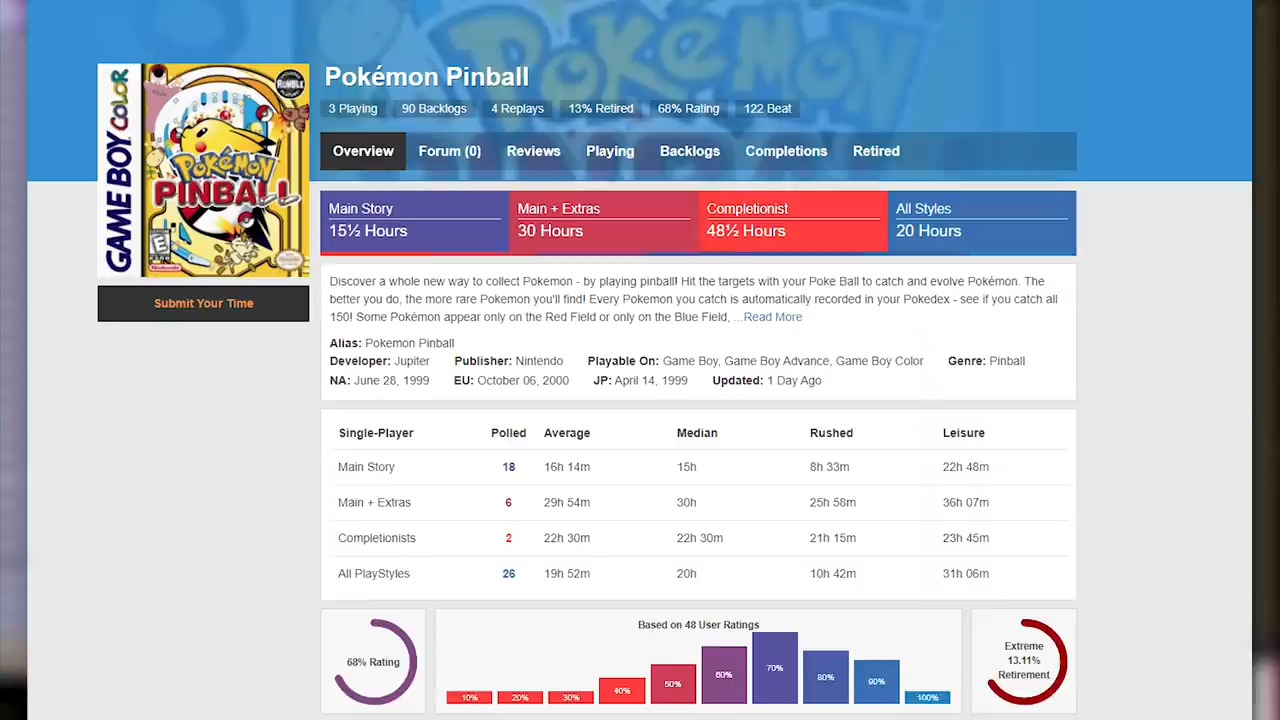 Pokémon
Pokémon Pinball
3 Playing 90 Backlogs 4 Replays 13% Retired 68% Rating 122 Beat
Overview Forum (0) Reviews Playing Backlogs Completions Retired
GAME BOY COLOR
RUMBLE
POKéMON
PINBALL
E
Nintendo
Submit Your Time
Main Story Main + Extras Completionist All Styles
15½ Hours 30 Hours 48½ Hours 20 Hours
Discover a whole new way to collect Pokemon - by playing pinball! Hit the targets with your Poke Ball to catch and evolve Pokémon. The
better you do, the more rare Pokemon you'll find! Every Pokemon you catch is automatically recorded in your Pokedex - see if you catch all
150! Some Pokémon appear only on the Red Field or only on the Blue Field, ...Read More
Alias: Pokemon Pinball
Developer: Jupiter Publisher: Nintendo Playable On: Game Boy, Game Boy Advance, Game Boy Color Genre: Pinball
NA: June 28, 1999 EU: October 06, 2000 JP: April 14, 1999 Updated: 1 Day Ago
Single-Player Polled Average Median Rushed Leisure
Main Story 18 16h 14m 15h 8h 33m 22h 48m
Main + Extras 6 29h 54m 30h 25h 58m 36h 07m
Completionists 2 22h 30m 22h 30m 21h 15m 23h 45m
All PlayStyles 26 19h 52m 20h 10h 42m 31h 06m
68% Rating
Based on 48 User Ratings
10% 20% 30% 40% 50% 60% 70% 80% 90% 100%
Extreme
13.11%
Retirement